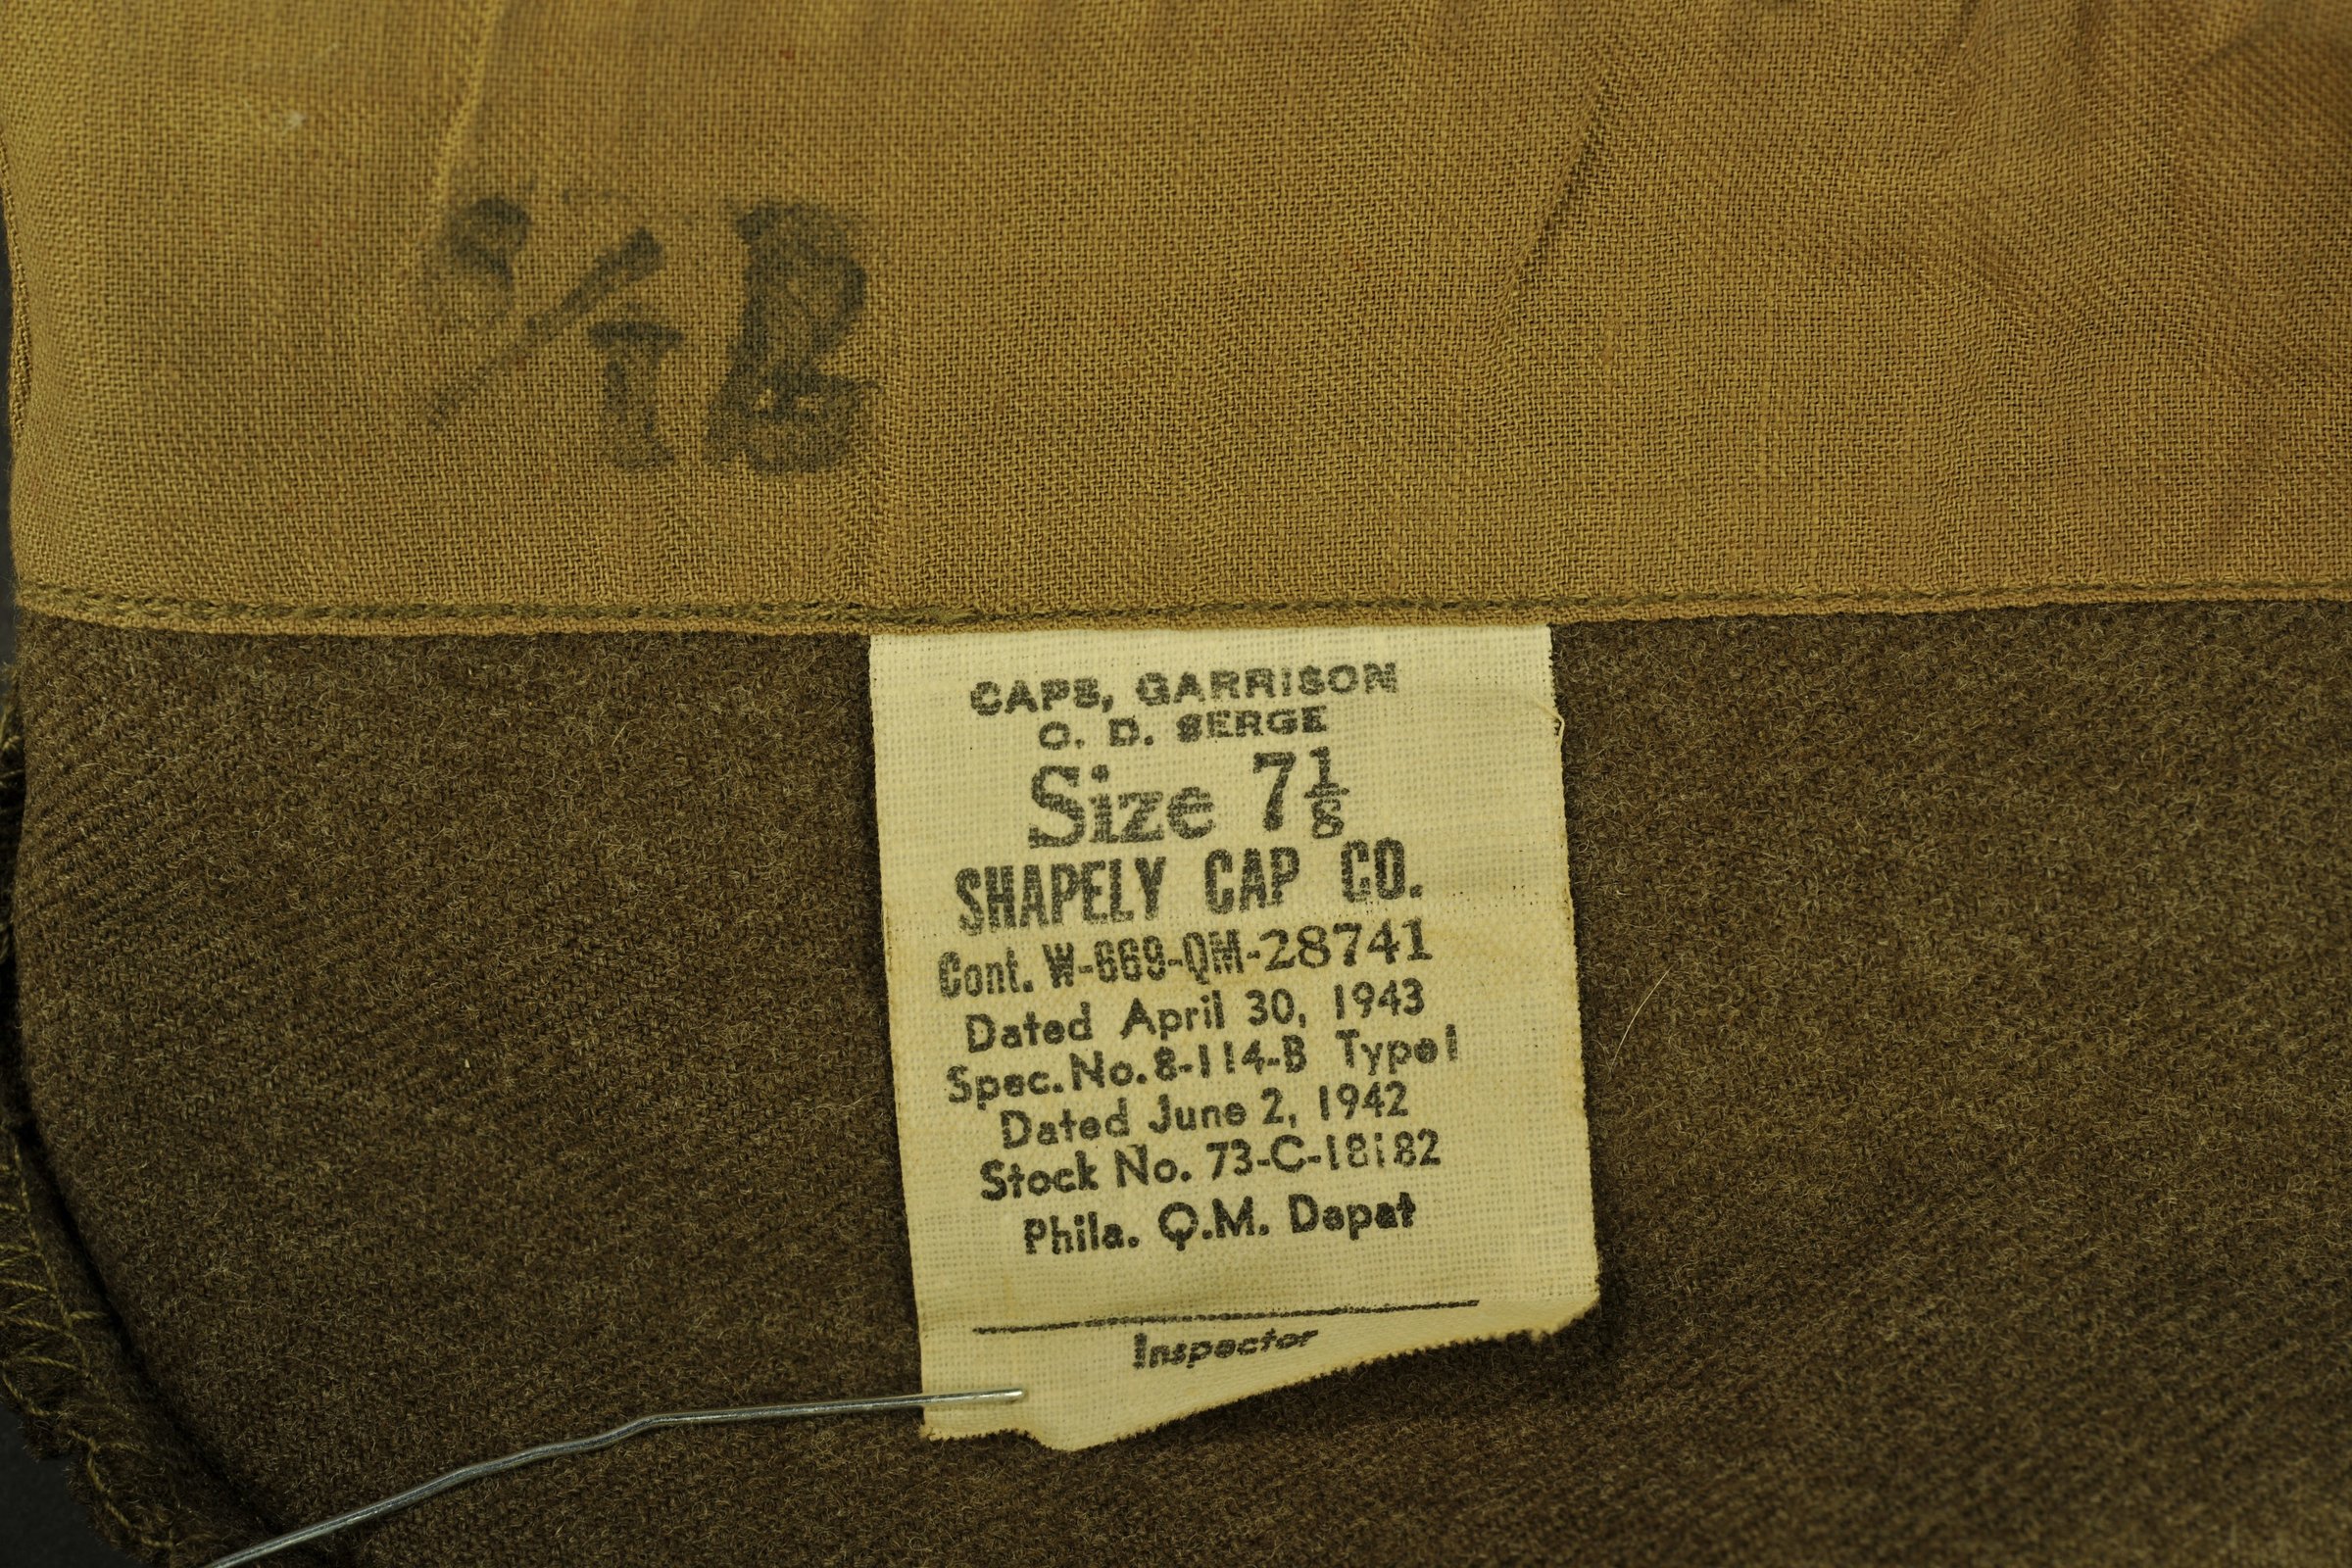 CAPS, GARRISON
O. D. SERGE
Size 7 1/8
SHAPELY CAP CO.
Cont. W-669-QM-28741
Dated April 30, 1943
Spec. No. 8-114-B Type I
Dated June 2, 1942
Stock No. 73-C-18182
Phila. Q.M. Depot
Inspector